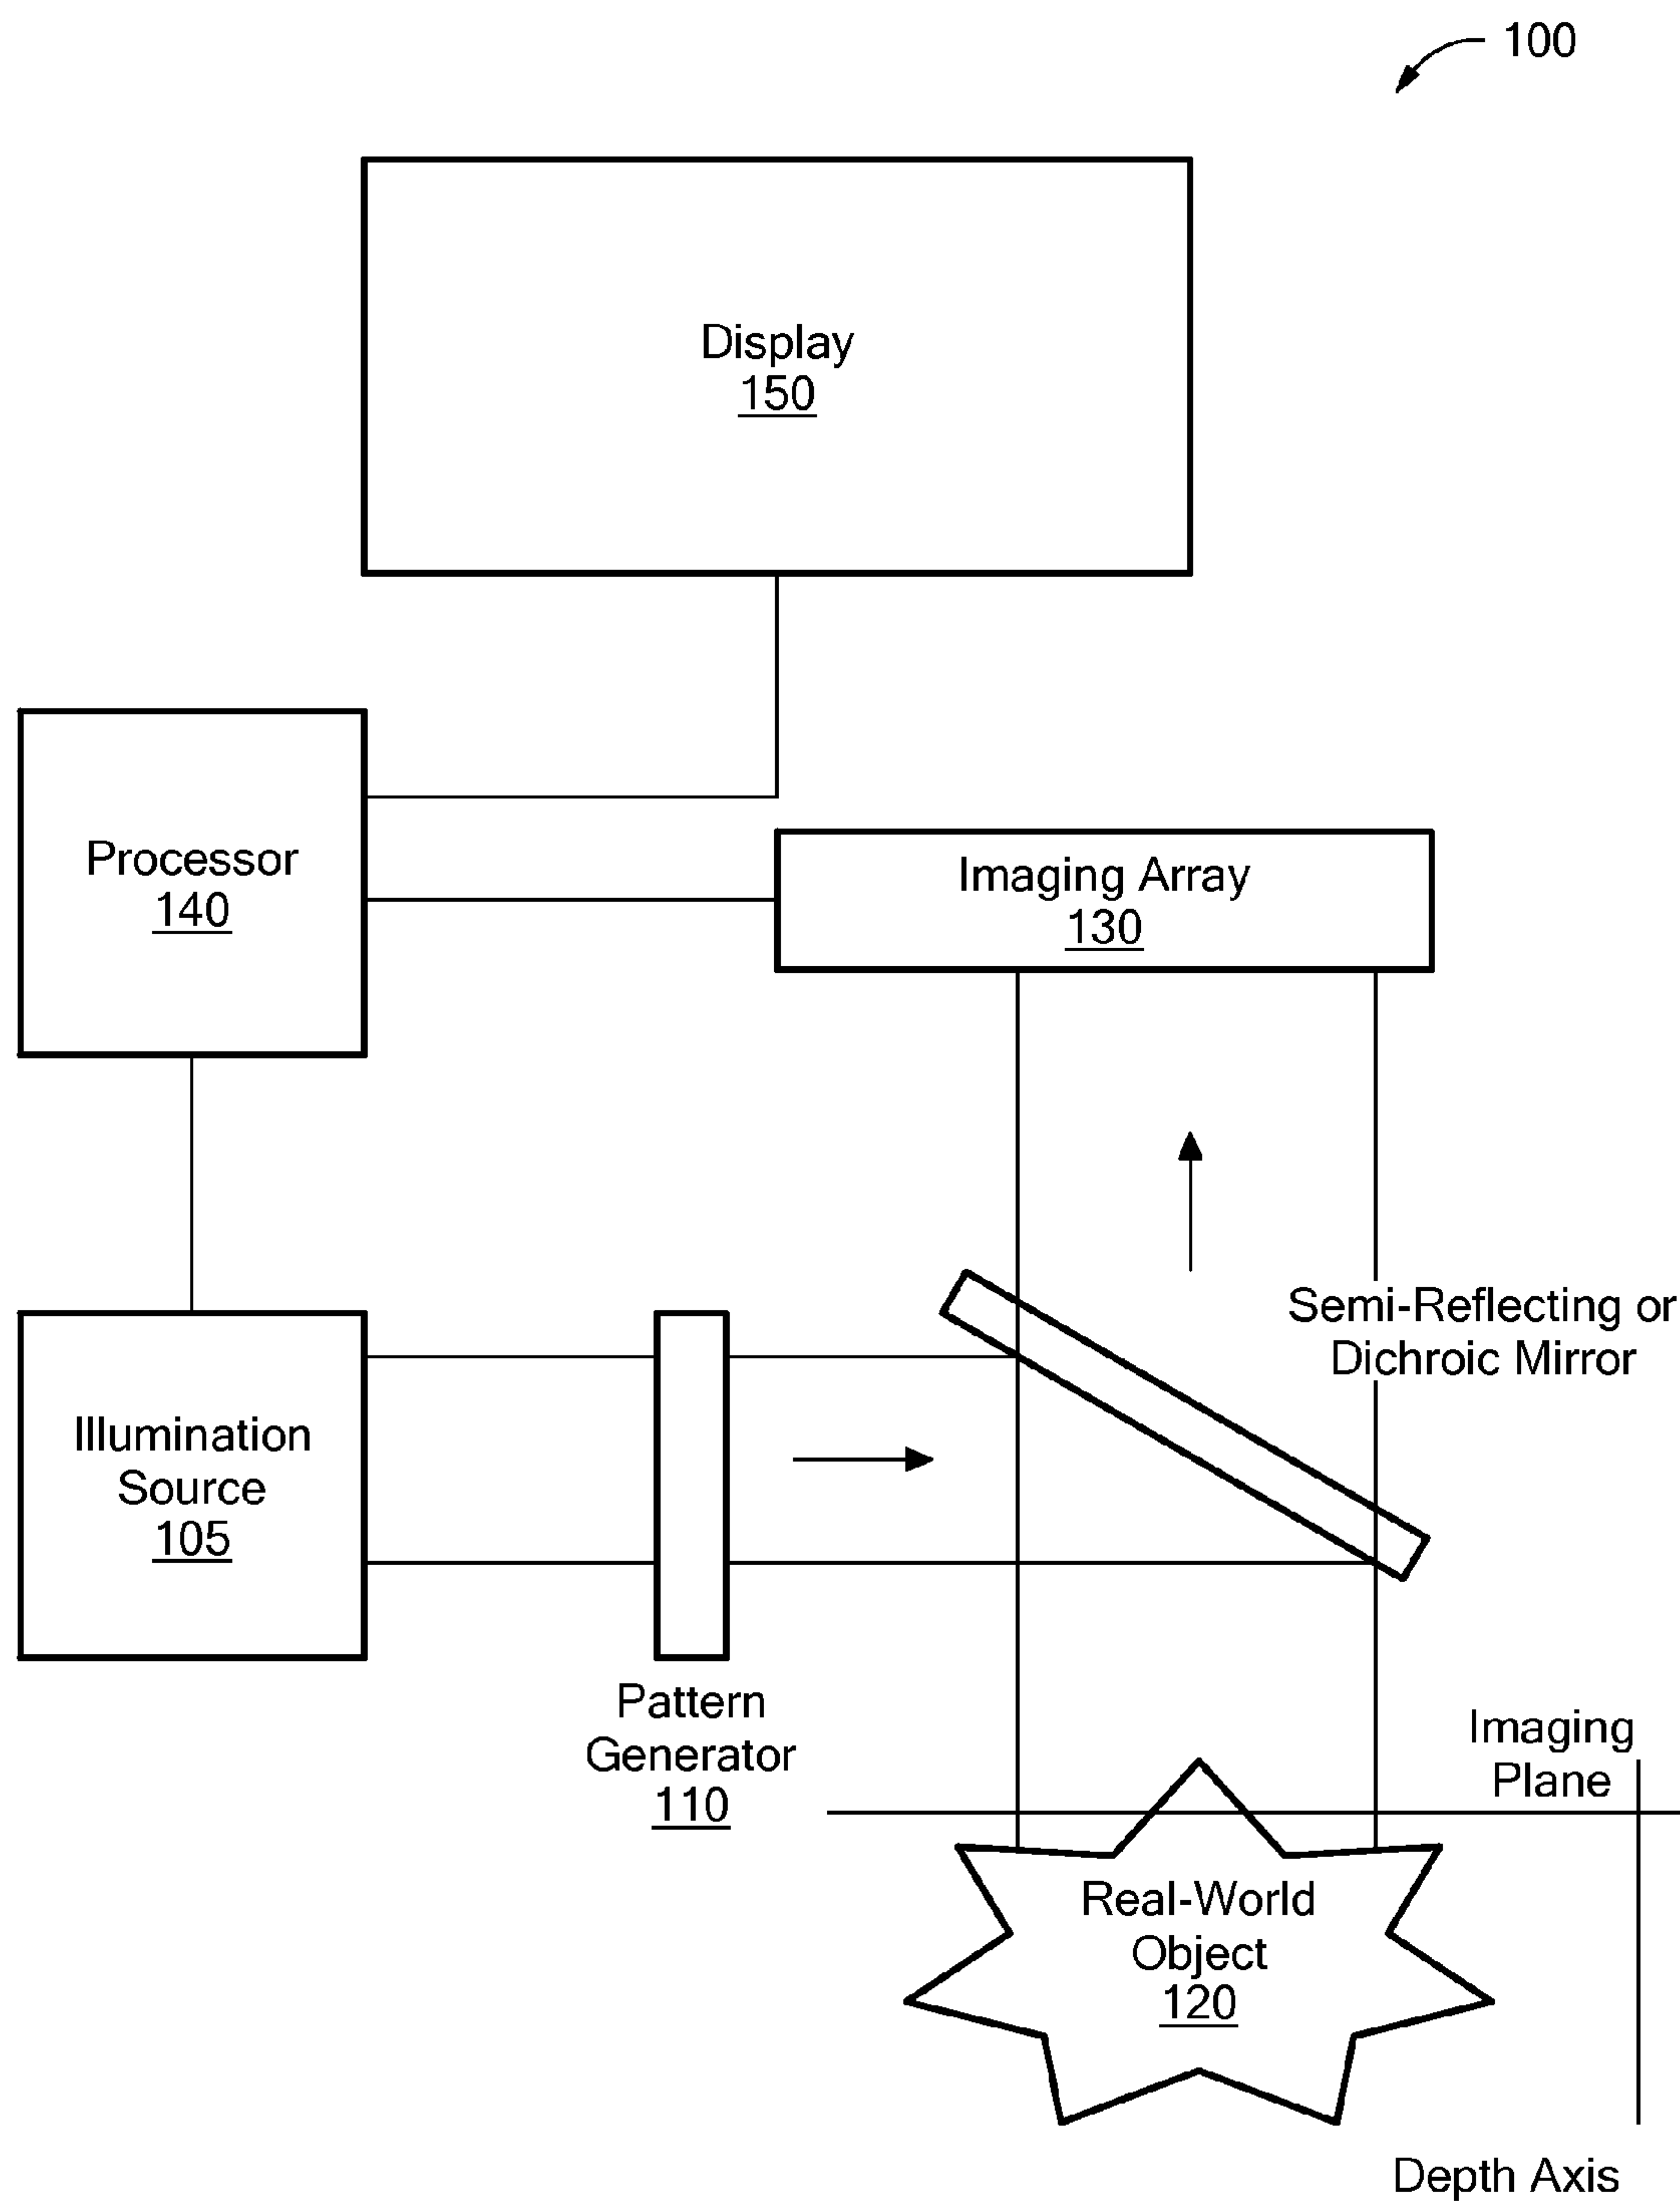 100
Display
150
Processor
140
Imaging Array
130
Semi-Reflecting or
Dichroic Mirror
Illumination
Source
105
Pattern
Generator
110
Imaging
Plane
Real-World
Object
120
Depth Axis